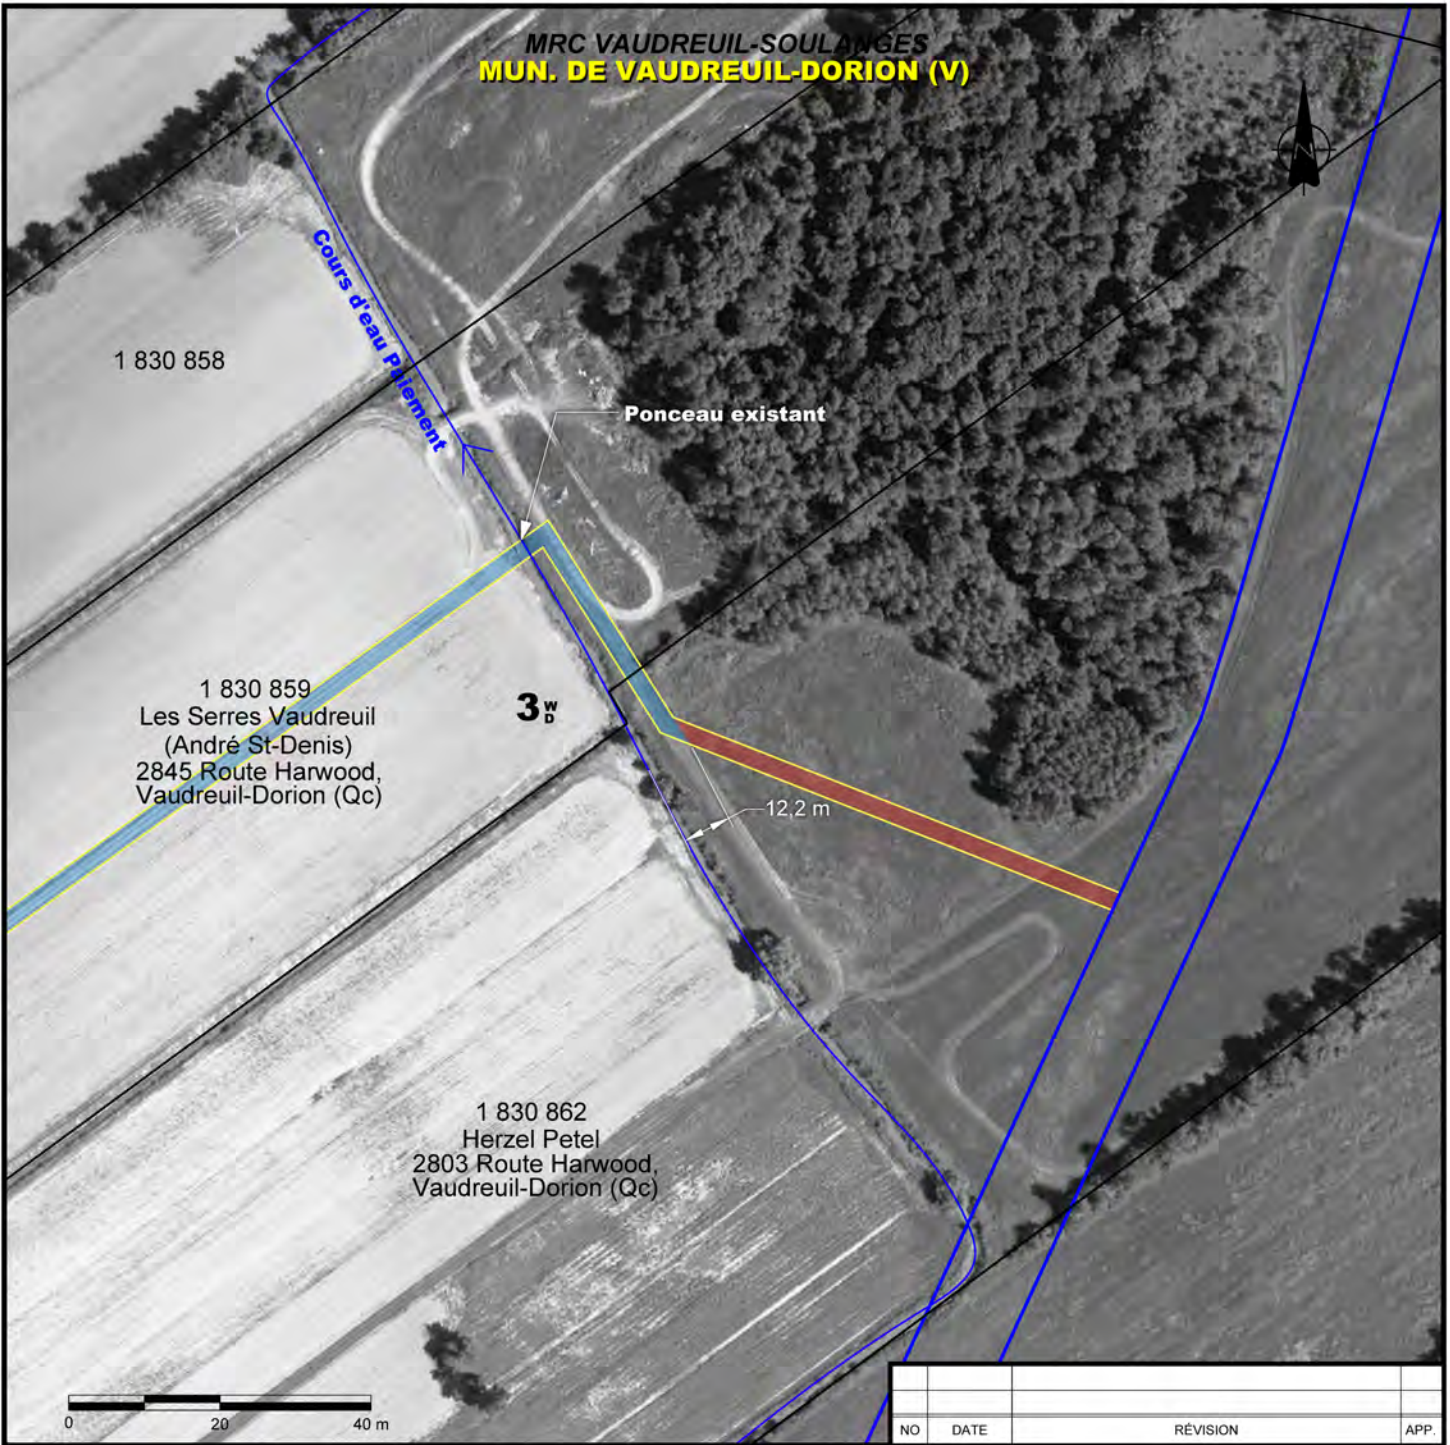 MRC VAUDREUIL-SOULANGES
MUN. DE VAUDREUIL-DORION (V)
N
Cours d'eau Paiement
1 830 858
Ponceau existant
1 830 859
Les Serres Vaudreuil
(André St-Denis)
2845 Route Harwood,
Vaudreuil-Dorion (Qc)
3 W D
12,2 m
1 830 862
Herzel Petel
2803 Route Harwood,
Vaudreuil-Dorion (Qc)
0 20 40 m
NO DATE RÉVISION APP.